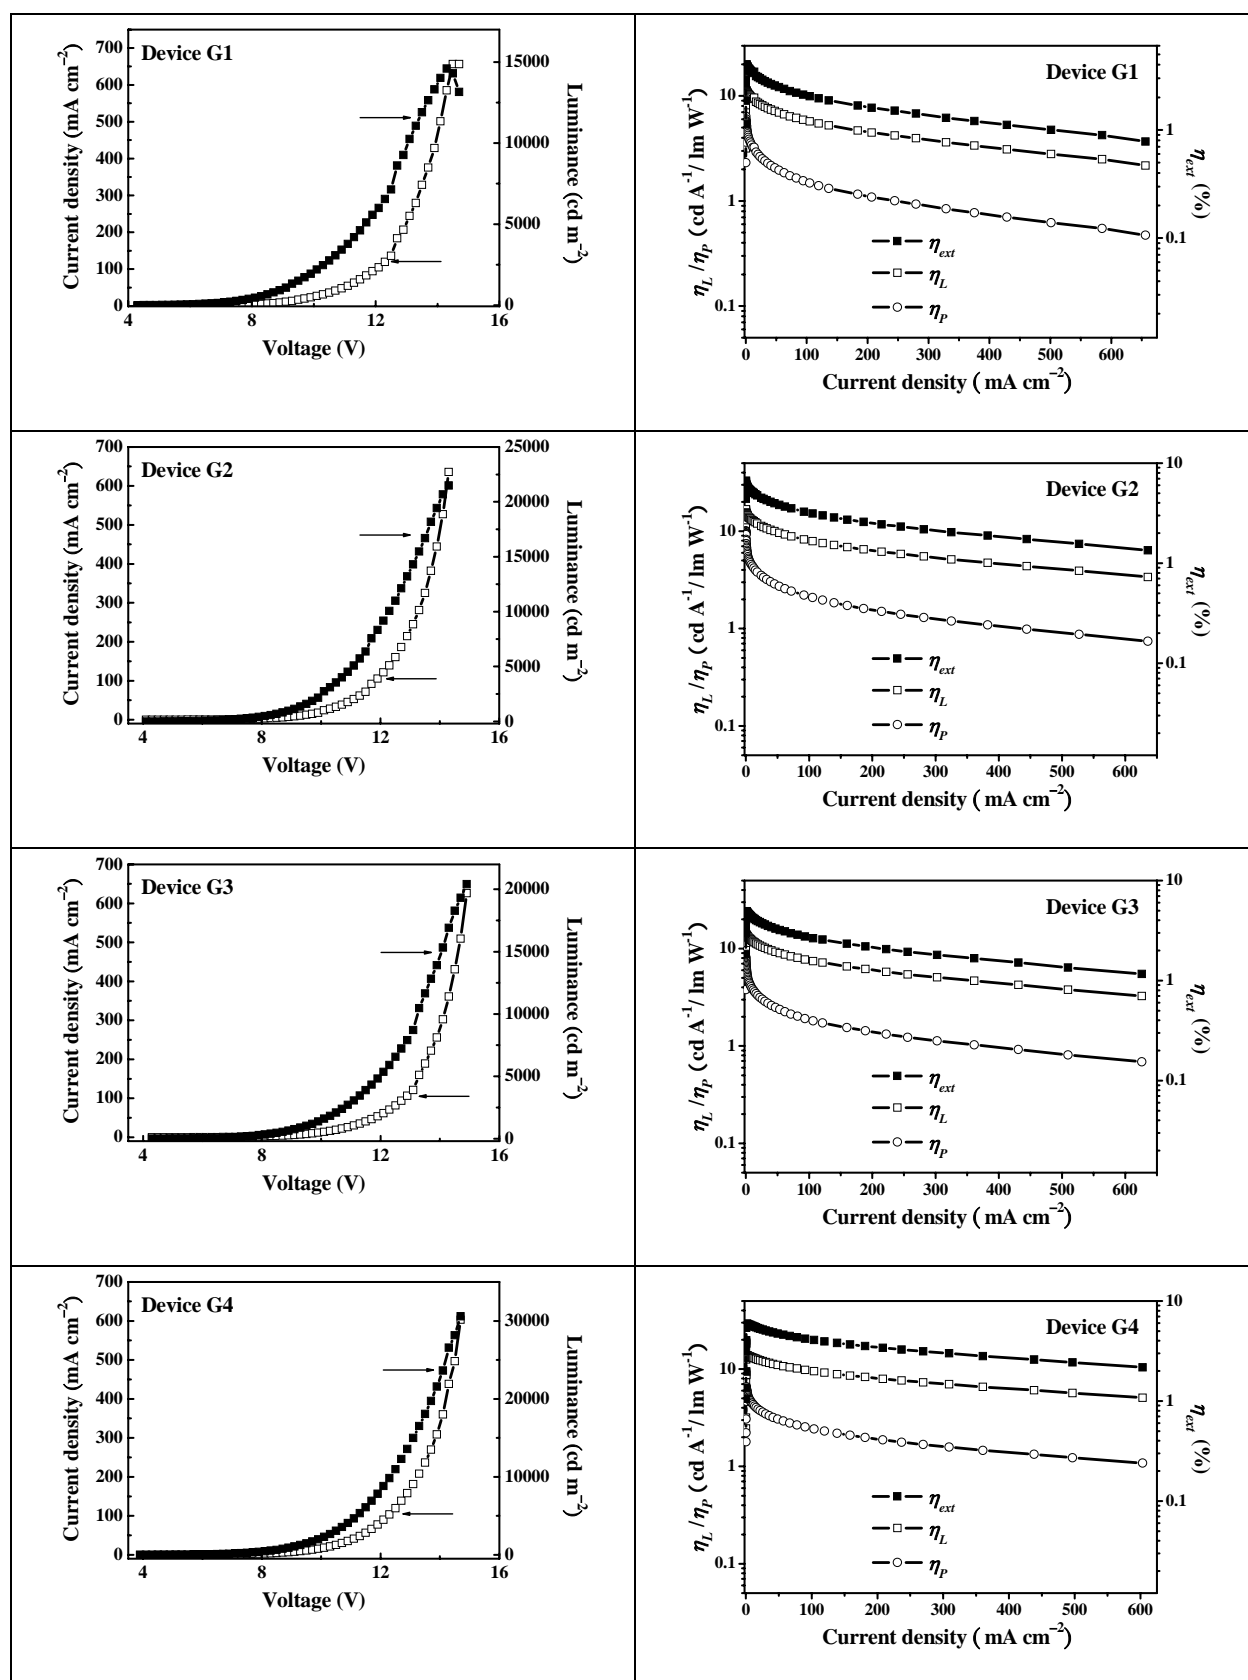 Device G1
700
650
600
550
500
450
400
350
300
250
200
150
100
50
0
Current density (mA cm⁻²)
15000
10000
5000
0
Luminance (cd m⁻²)
4 8 12 16
Voltage (V)
Device G1
10
1
0.1
η_L /η_P ( cd A⁻¹/ lm W⁻¹)
1
0.1
η_ext (%)
η_ext
η_L
η_P
0 100 200 300 400 500 600
Current density ( mA cm⁻²)
Device G2
700
600
500
400
300
200
100
0
Current density (mA cm⁻²)
25000
20000
15000
10000
5000
0
Luminance (cd m⁻²)
4 8 12 16
Voltage (V)
Device G2
10
1
0.1
η_L /η_P ( cd A⁻¹/ lm W⁻¹)
10
1
0.1
η_ext (%)
η_ext
η_L
η_P
0 100 200 300 400 500 600
Current density ( mA cm⁻²)
Device G3
700
600
500
400
300
200
100
0
Current density (mA cm⁻²)
20000
15000
10000
5000
0
Luminance (cd m⁻²)
4 8 12 16
Voltage (V)
Device G3
10
1
0.1
η_L /η_P ( cd A⁻¹/ lm W⁻¹)
10
1
0.1
η_ext (%)
η_ext
η_L
η_P
0 100 200 300 400 500 600
Current density ( mA cm⁻²)
Device G4
700
600
500
400
300
200
100
0
Current density (mA cm⁻²)
30000
20000
10000
0
Luminance (cd m⁻²)
4 8 12 16
Voltage (V)
Device G4
10
1
0.1
η_L /η_P ( cd A⁻¹/ lm W⁻¹)
10
1
0.1
η_ext (%)
η_ext
η_L
η_P
0 100 200 300 400 500 600
Current density ( mA cm⁻²)